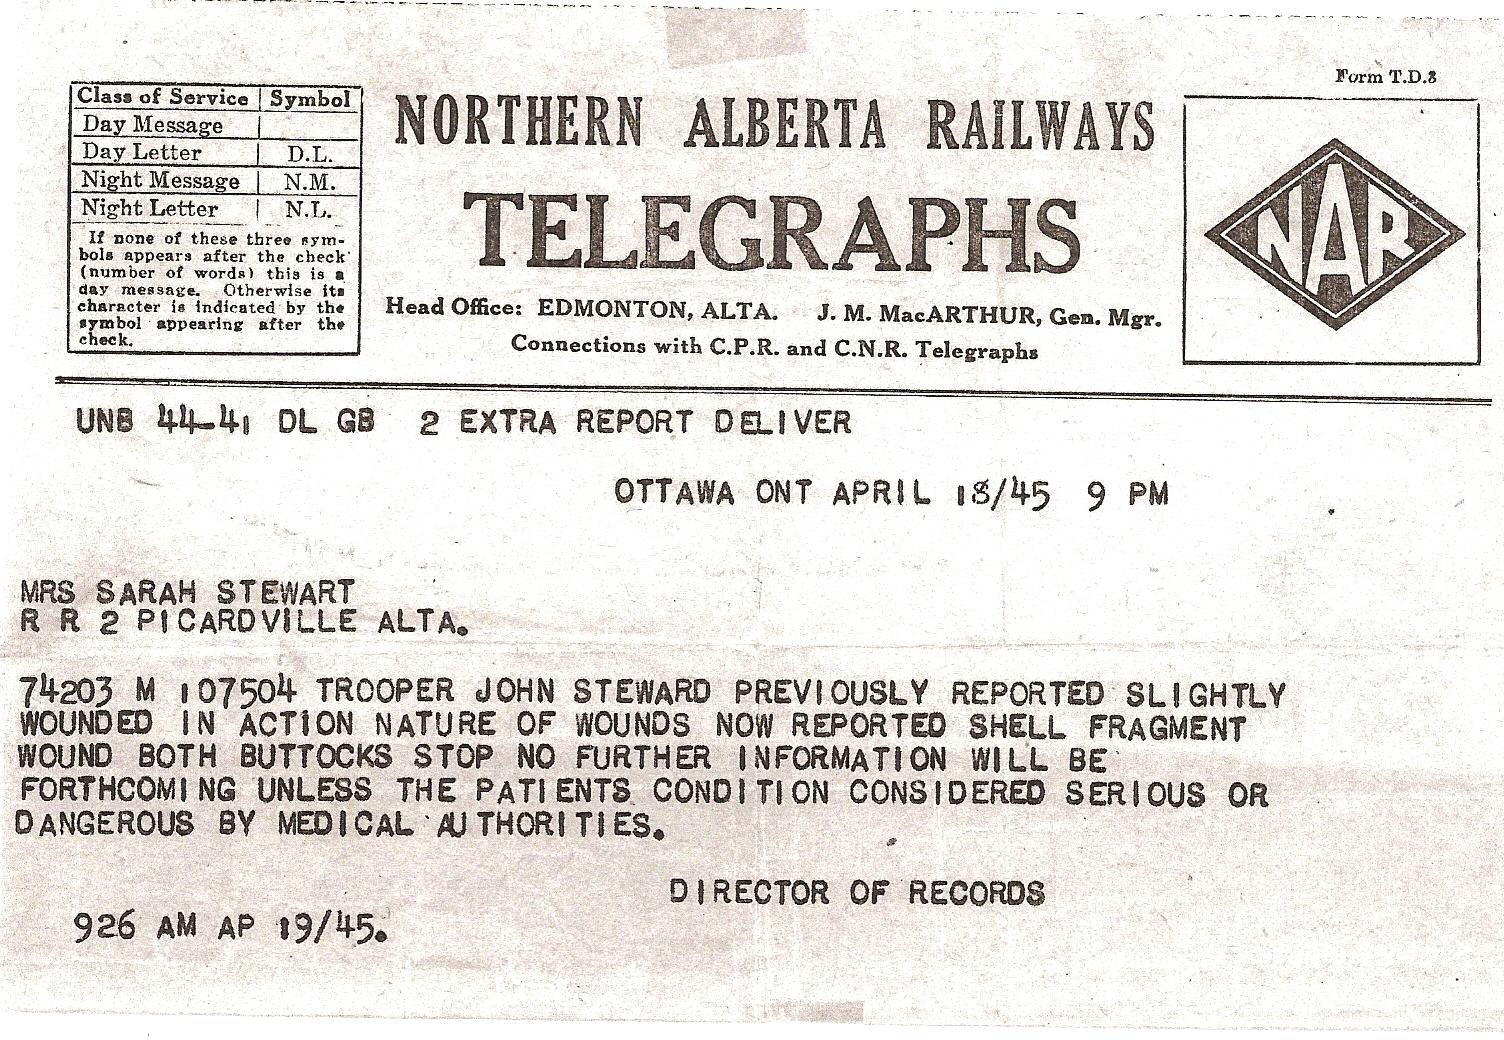 Form T.D.3
Class of Service Symbol
Day Message
Day Letter D.L.
Night Message N.M.
Night Letter N.L.
If none of these three sym-
bols appears after the check
(number of words) this is a
day message. Otherwise its
character is indicated by the
symbol appearing after the
check.
NORTHERN ALBERTA RAILWAYS
TELEGRAPHS
Head Office: EDMONTON, ALTA. J. M. MacARTHUR, Gen. Mgr.
Connections with C.P.R. and C.N.R. Telegraphs
NAR
UNB 44-41 DL GB 2 EXTRA REPORT DELIVER
OTTAWA ONT APRIL 18/45 9 PM
MRS SARAH STEWART
R R 2 PICARDVILLE ALTA.
74203 M 107504 TROOPER JOHN STEWARD PREVIOUSLY REPORTED SLIGHTLY
WOUNDED IN ACTION NATURE OF WOUNDS NOW REPORTED SHELL FRAGMENT
WOUND BOTH BUTTOCKS STOP NO FURTHER INFORMATION WILL BE
FORTHCOMING UNLESS THE PATIENTS CONDITION CONSIDERED SERIOUS OR
DANGEROUS BY MEDICAL AUTHORITIES.
DIRECTOR OF RECORDS
926 AM AP 19/45.